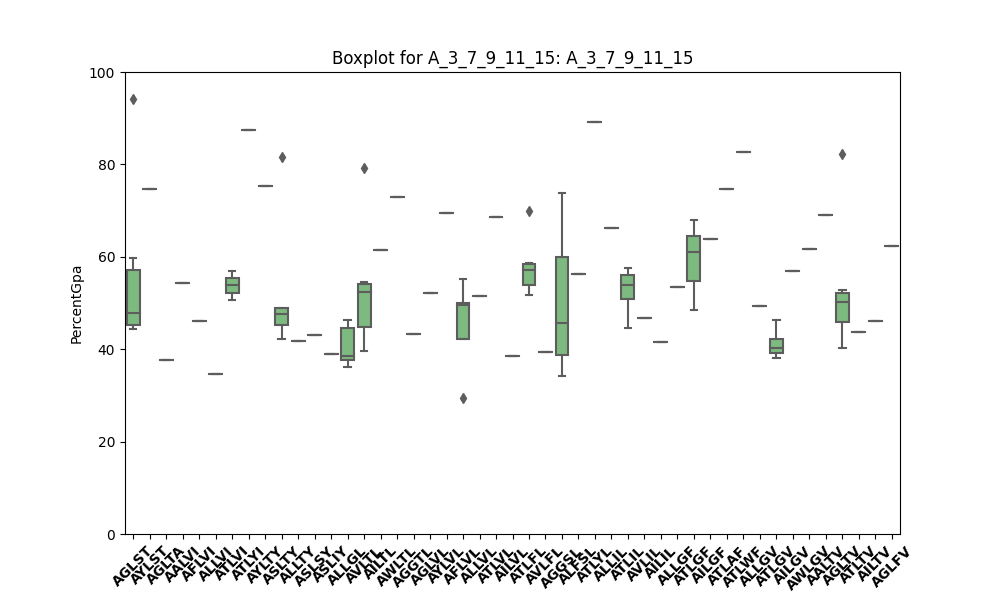 Boxplot for A_3_7_9_11_15: A_3_7_9_11_15
PercentGpa
100
80
60
40
20
0
AGLST
AYLST
AGLTA
AALVI
AFLVI
ALLVI
ATLVI
ATLYI
AYLTY
ASLTY
ALLTY
ASLSY
ASLIY
ALLGL
AVLTL
AILTL
AWLTL
AGGTL
AGLVL
AYLVL
AFLVL
ALLVL
ATLVL
AILVL
ATLFL
AVLFL
AGGSL
ALFSL
ATLYL
ALLIL
ATLIL
AVLIL
AILIL
ALLGF
ATLGF
AILGF
ATLAF
ATLWF
ALLGV
ATLGV
AILGV
AWLGV
AALTV
AGLTV
ATLTV
AILTV
AGLFV